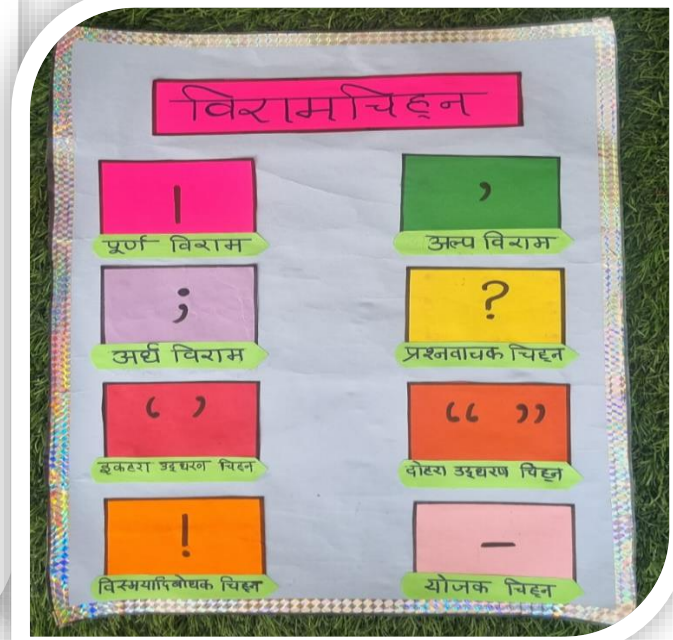 विरामचिह्न
।
,
पूर्ण विराम
अल्प विराम
;
?
अर्ध विराम
प्रश्नवाचक चिह्न
‘ ’
“ ”
इकहरा उद्धरण चिह्न
दोहरा उद्धरण चिह्न
!
-
विस्मयादिबोधक चिह्न
योजक चिह्न